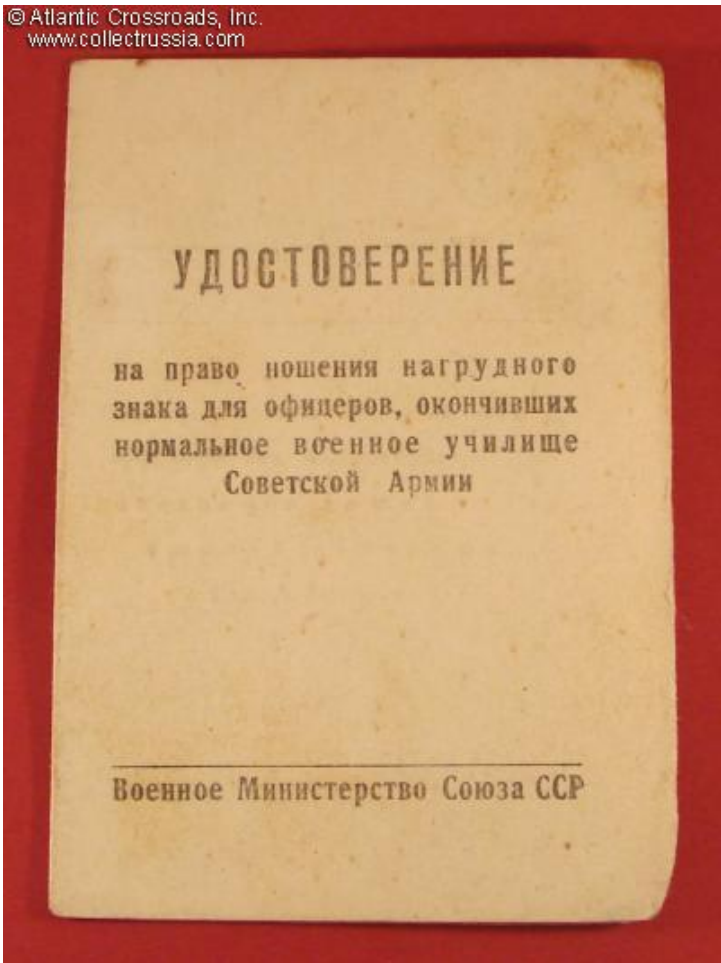 © Atlantic Crossroads, Inc.
www.collectrussia.com
УДОСТОВЕРЕНИЕ
на право ношения нагрудного
знака для офицеров, окончивших
нормальное военное училище
Советской Армии
Военное Министерство Союза ССР